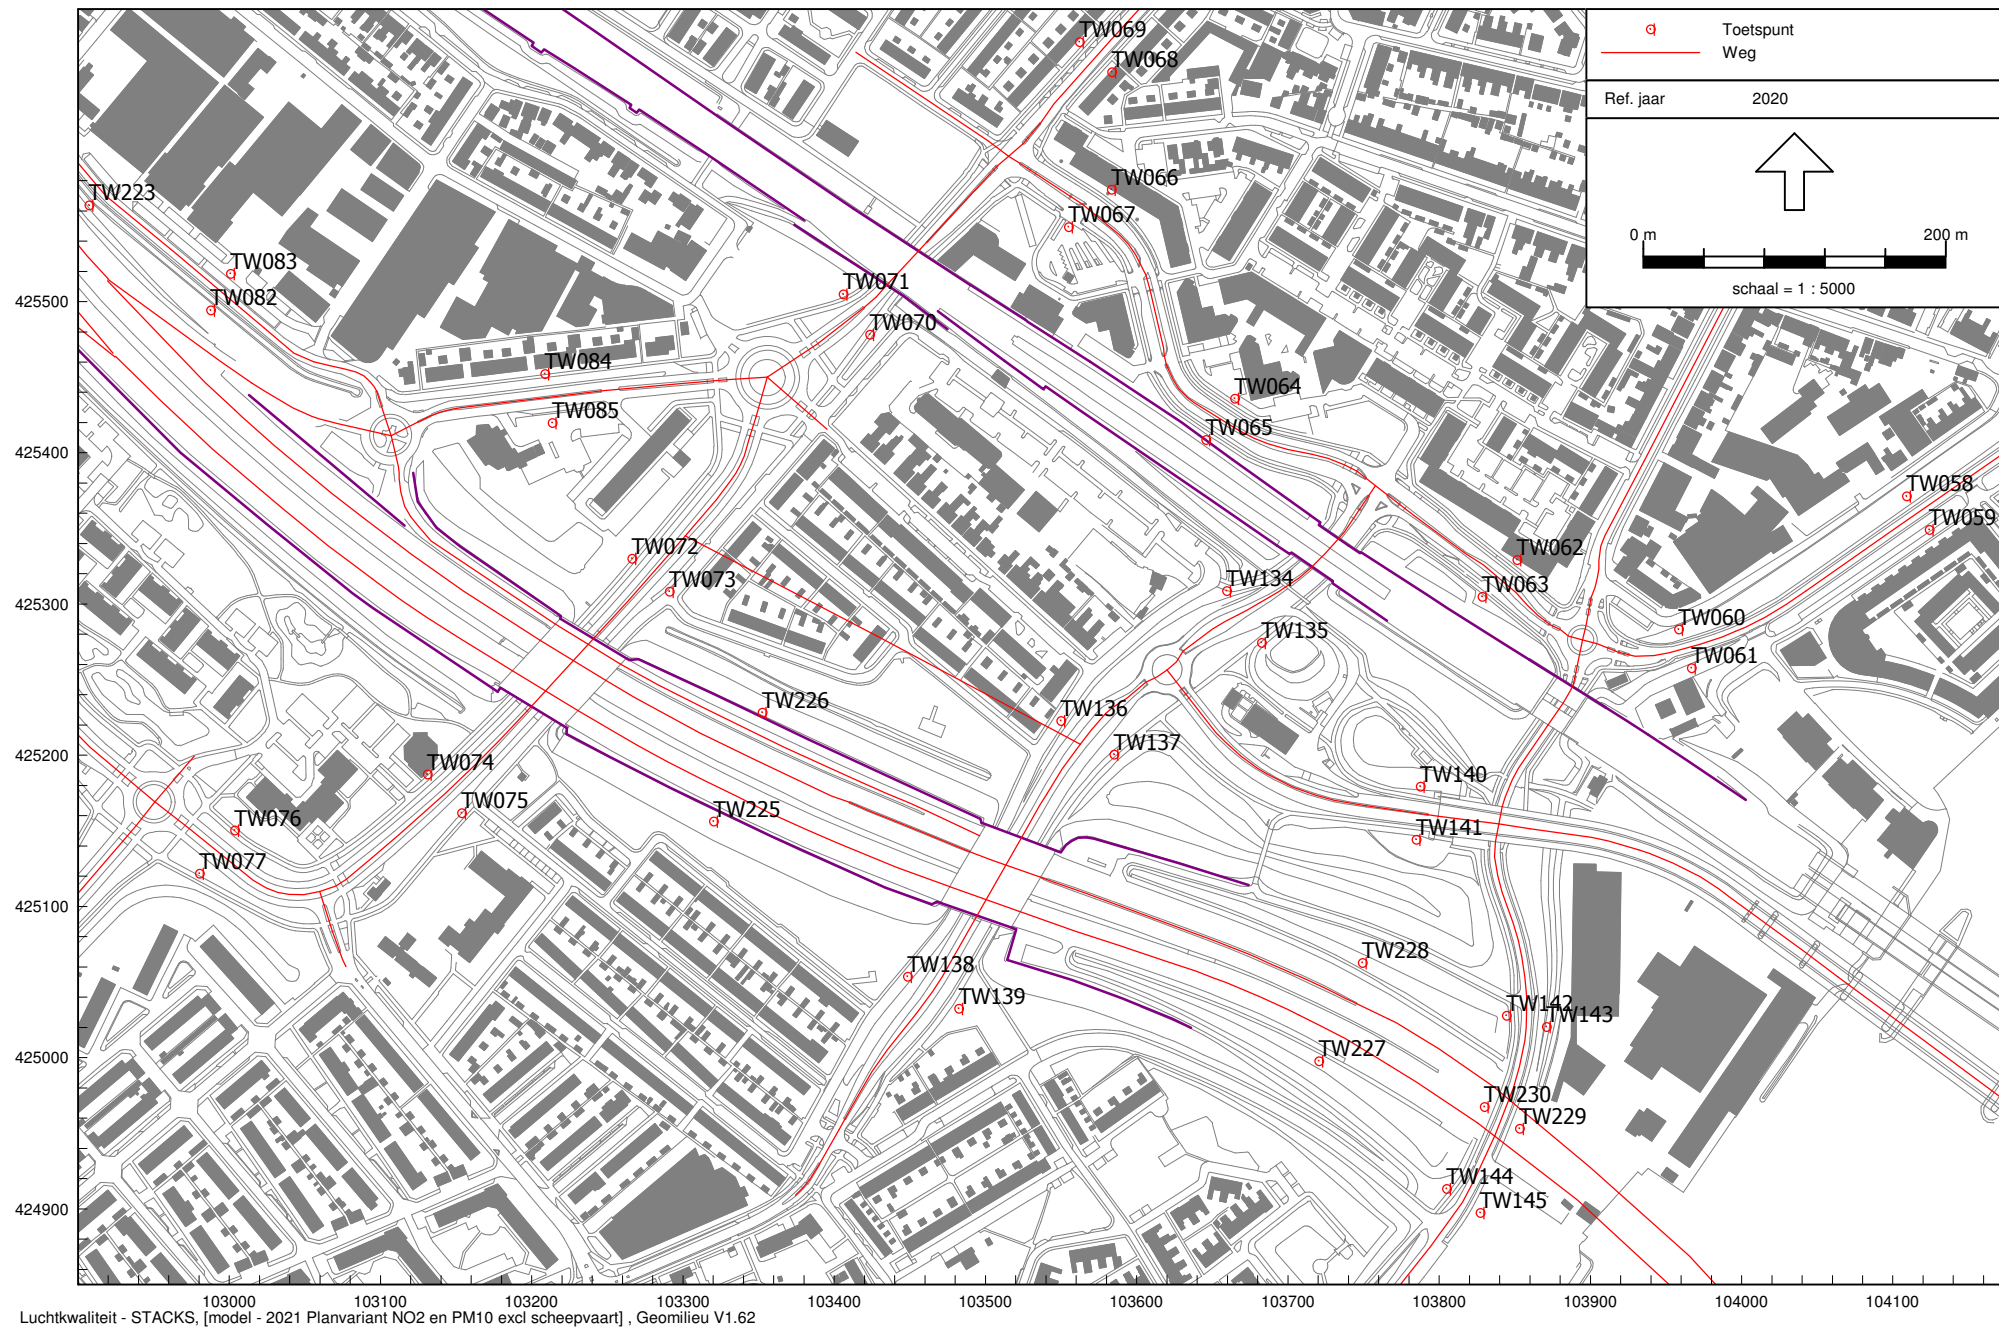 TW069
Toetspunt
TW068
Weg
Ref. jaar 2020
TW066
TW223
TW067
0 m 200 m
TW083
TW071
schaal = 1 : 5000
TW082
425500
TW070
TW084
TW064
TW085
TW065
425400
TW058
TW059
TW072
TW062
TW073
TW134
TW063
425300
TW060
TW135
TW061
TW226
TW136
TW137
425200
TW074
TW140
TW075
TW225
TW076
TW141
TW077
425100
TW228
TW138
TW139
TW142
TW143
425000
TW227
TW230
TW229
TW144
TW145
424900
103000 103100 103200 103300 103400 103500 103600 103700 103800 103900 104000 104100
Luchtkwaliteit - STACKS, [model - 2021 Planvariant NO2 en PM10 excl scheepvaart] , Geomilieu V1.62